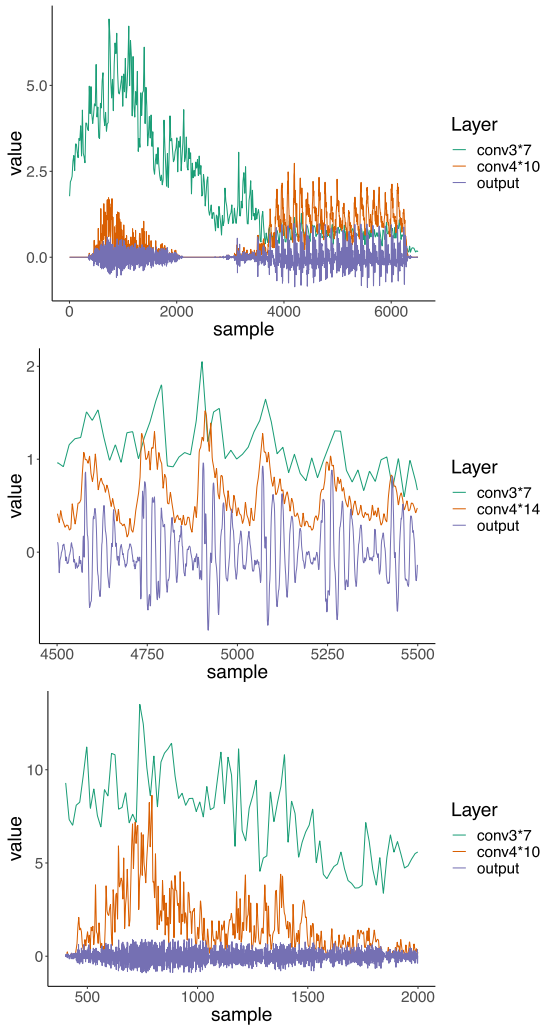 value
5.0
2.5
0.0
0 2000 4000 6000
sample
Layer
conv3*7
conv4*10
output
value
2
1
0
4500 4750 5000 5250 5500
sample
Layer
conv3*7
conv4*14
output
value
10
5
0
500 1000 1500 2000
sample
Layer
conv3*7
conv4*10
output